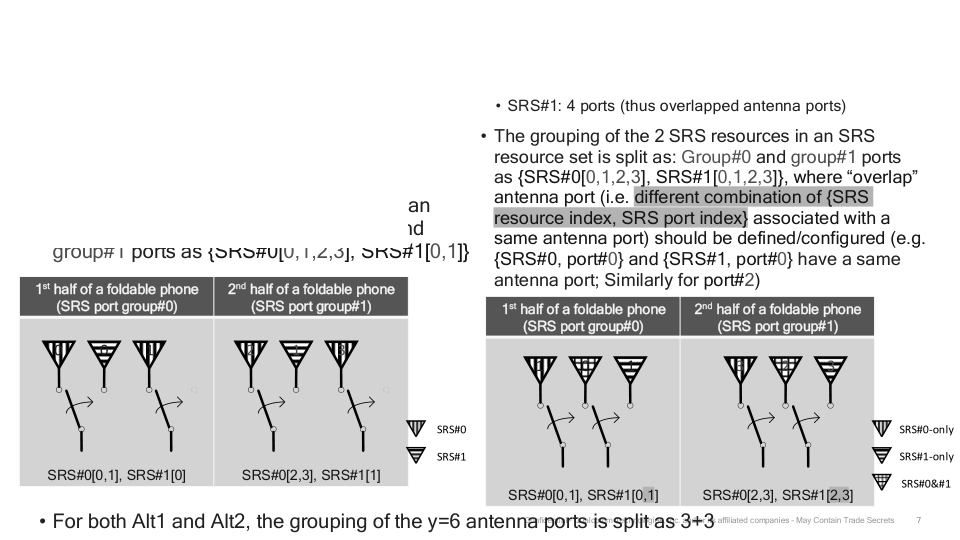 • SRS#1: 4 ports (thus overlapped antenna ports)
• The grouping of the 2 SRS resources in an SRS
resource set is split as: Group#0 and group#1 ports
as {SRS#0[0,1,2,3], SRS#1[0,1,2,3]}, where “overlap”
antenna port (i.e. different combination of {SRS
resource index, SRS port index} associated with a
same antenna port) should be defined/configured (e.g.
{SRS#0, port#0} and {SRS#1, port#0} have a same
antenna port; Similarly for port#2)
an
group#1 ports as {SRS#0[0,1,2,3], SRS#1[0,1]}
1st half of a foldable phone
(SRS port group#0)
2nd half of a foldable phone
(SRS port group#1)
SRS#0[0,1], SRS#1[0]
SRS#0[2,3], SRS#1[1]
SRS#0
SRS#1
1st half of a foldable phone
(SRS port group#0)
2nd half of a foldable phone
(SRS port group#1)
SRS#0[0,1], SRS#1[0,1]
SRS#0[2,3], SRS#1[2,3]
SRS#0-only
SRS#1-only
SRS#0&#1
• For both Alt1 and Alt2, the grouping of the y=6 antenna ports is split as 3+3
affiliated companies - May Contain Trade Secrets
7